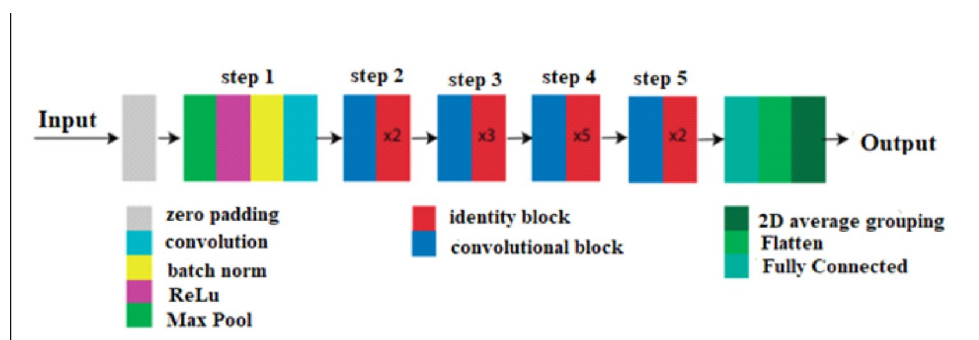 step 1
step 2
step 3
step 4
step 5
Input
x2
x3
x5
x2
Output
zero padding
convolution
batch norm
ReLu
Max Pool
identity block
convolutional block
2D average grouping
Flatten
Fully Connected